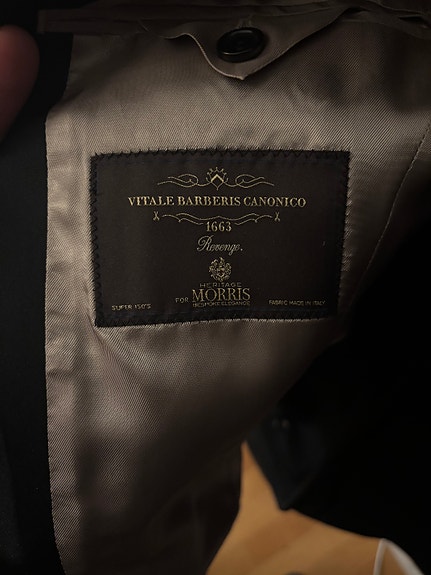 VITALE BARBERIS CANONICO
1663
Revenge.
HERITAGE
SUPER 150'S FOR MORRIS FABRIC MADE IN ITALY
BESPOKE ELEGANCE